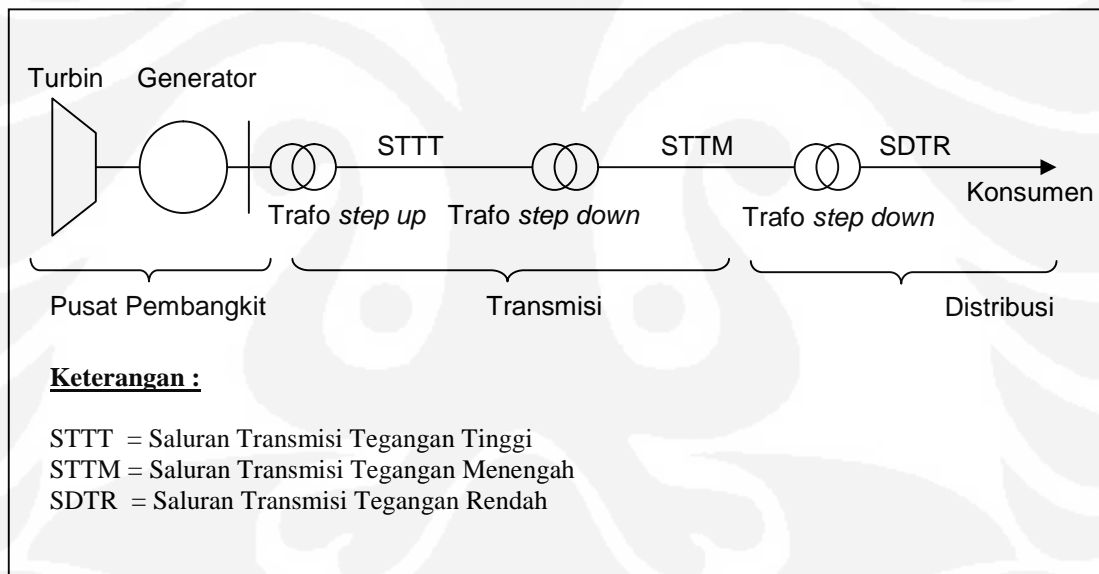 Turbin Generator
STTT STTM SDTR
Konsumen
Trafo step up Trafo step down Trafo step down
Pusat Pembangkit Transmisi Distribusi
Keterangan :
STTT = Saluran Transmisi Tegangan Tinggi
STTM = Saluran Transmisi Tegangan Menengah
SDTR = Saluran Transmisi Tegangan Rendah